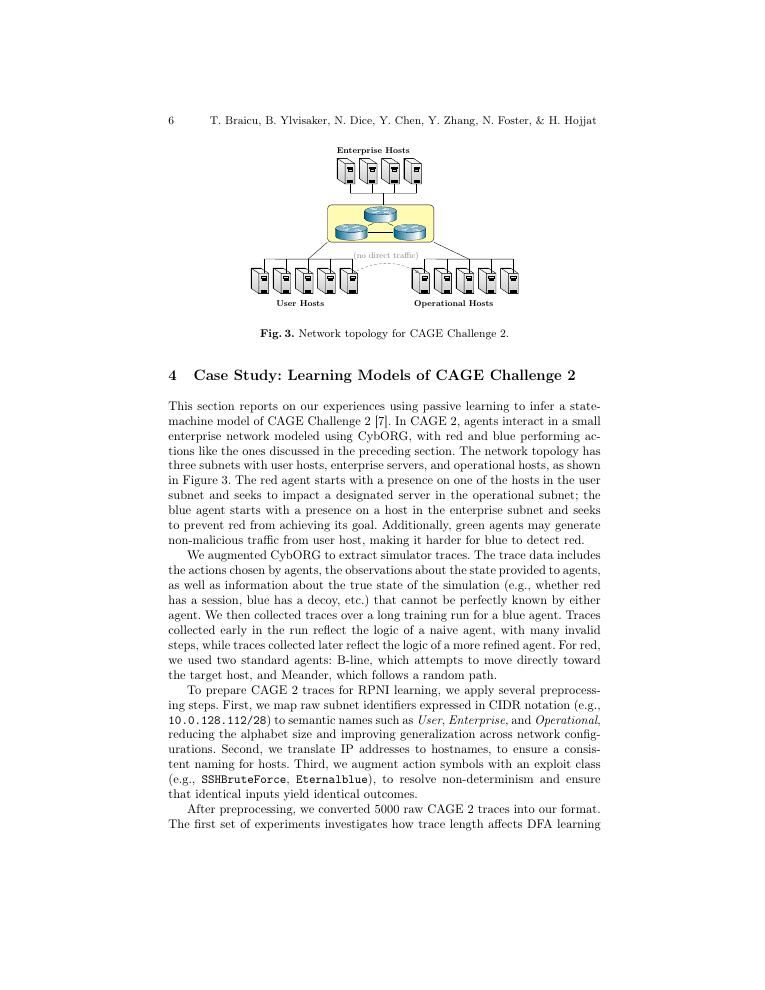 6 T. Braicu, B. Ylvisaker, N. Dice, Y. Chen, Y. Zhang, N. Foster, & H. Hojjat
Enterprise Hosts
(no direct traffic)
User Hosts
Operational Hosts
Fig. 3. Network topology for CAGE Challenge 2.
4 Case Study: Learning Models of CAGE Challenge 2
This section reports on our experiences using passive learning to infer a state-
machine model of CAGE Challenge 2 [7]. In CAGE 2, agents interact in a small
enterprise network modeled using CybORG, with red and blue performing ac-
tions like the ones discussed in the preceding section. The network topology has
three subnets with user hosts, enterprise servers, and operational hosts, as shown
in Figure 3. The red agent starts with a presence on one of the hosts in the user
subnet and seeks to impact a designated server in the operational subnet; the
blue agent starts with a presence on a host in the enterprise subnet and seeks
to prevent red from achieving its goal. Additionally, green agents may generate
non-malicious traffic from user host, making it harder for blue to detect red.
We augmented CybORG to extract simulator traces. The trace data includes
the actions chosen by agents, the observations about the state provided to agents,
as well as information about the true state of the simulation (e.g., whether red
has a session, blue has a decoy, etc.) that cannot be perfectly known by either
agent. We then collected traces over a long training run for a blue agent. Traces
collected early in the run reflect the logic of a naive agent, with many invalid
steps, while traces collected later reflect the logic of a more refined agent. For red,
we used two standard agents: B-line, which attempts to move directly toward
the target host, and Meander, which follows a random path.
To prepare CAGE 2 traces for RPNI learning, we apply several preprocess-
ing steps. First, we map raw subnet identifiers expressed in CIDR notation (e.g.,
10.0.128.112/28) to semantic names such as User, Enterprise, and Operational,
reducing the alphabet size and improving generalization across network config-
urations. Second, we translate IP addresses to hostnames, to ensure a consis-
tent naming for hosts. Third, we augment action symbols with an exploit class
(e.g., SSHBruteForce, Eternalblue), to resolve non-determinism and ensure
that identical inputs yield identical outcomes.
After preprocessing, we converted 5000 raw CAGE 2 traces into our format.
The first set of experiments investigates how trace length affects DFA learning